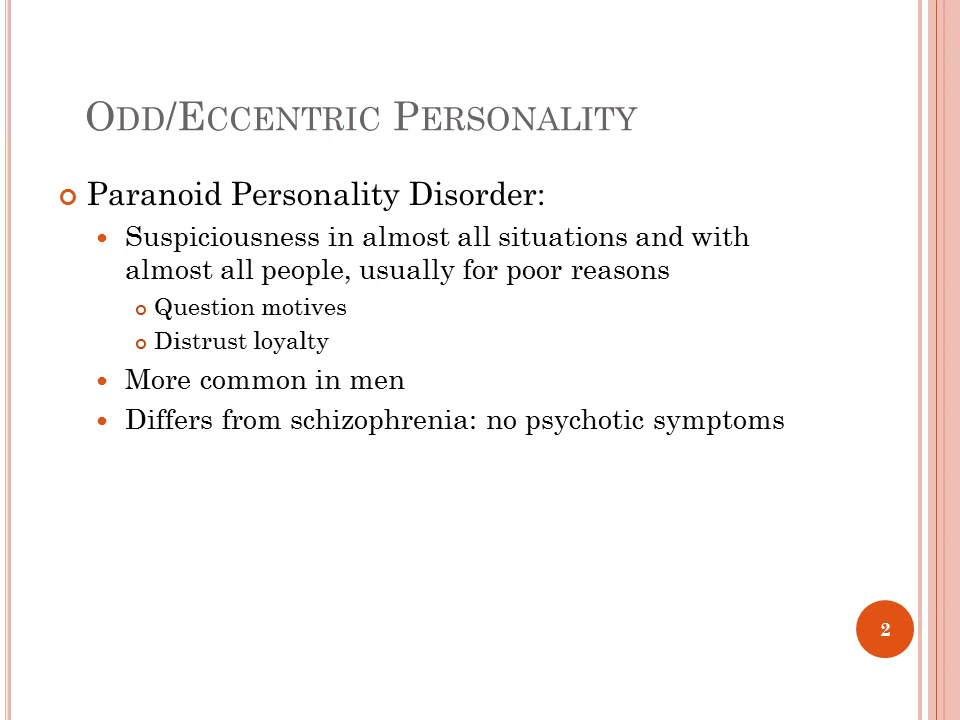 Odd/Eccentric Personality
Paranoid Personality Disorder:
Suspiciousness in almost all situations and with
almost all people, usually for poor reasons
Question motives
Distrust loyalty
More common in men
Differs from schizophrenia: no psychotic symptoms
2